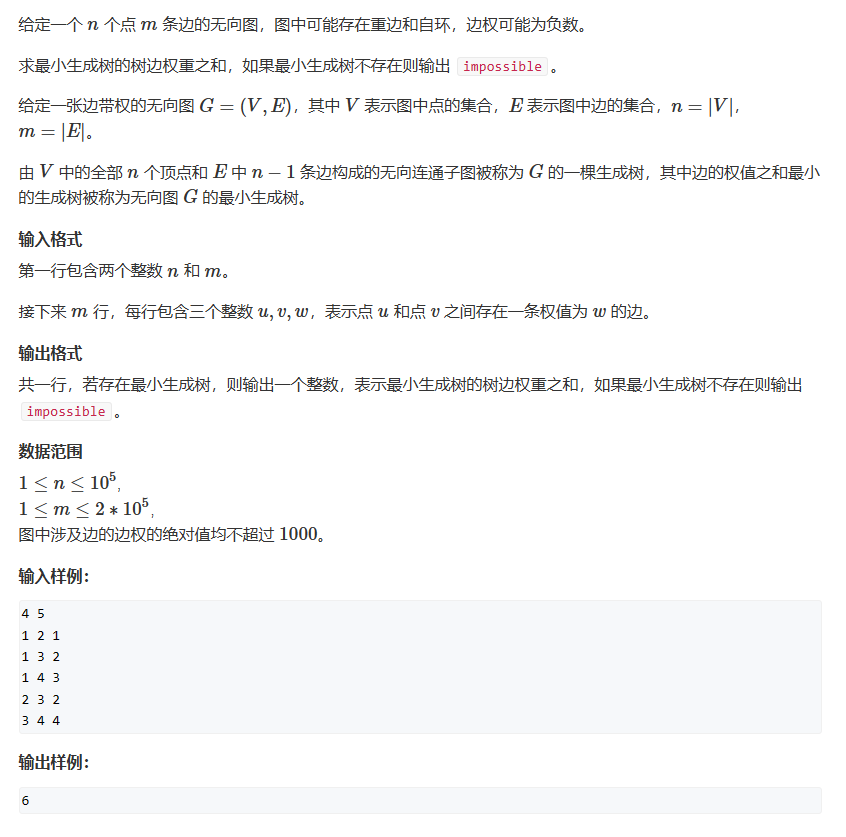 给定一个 n 个点 m 条边的无向图，图中可能存在重边和自环，边权可能为负数。
求最小生成树的树边权重之和，如果最小生成树不存在则输出 impossible 。
给定一张边带权的无向图 G = (V, E)，其中 V 表示图中点的集合，E 表示图中边的集合，n = |V|，
m = |E|。
由 V 中的全部 n 个顶点和 E 中 n − 1 条边构成的无向连通子图被称为 G 的一棵生成树，其中边的权值之和最小
的生成树被称为无向图 G 的最小生成树。
输入格式
第一行包含两个整数 n 和 m。
接下来 m 行，每行包含三个整数 u, v, w，表示点 u 和点 v 之间存在一条权值为 w 的边。
输出格式
共一行，若存在最小生成树，则输出一个整数，表示最小生成树的树边权重之和，如果最小生成树不存在则输出
impossible 。
数据范围
1 ≤ n ≤ 10⁵,
1 ≤ m ≤ 2 ∗ 10⁵,
图中涉及边的边权的绝对值均不超过 1000。
输入样例：
4 5
1 2 1
1 3 2
1 4 3
2 3 2
3 4 4
输出样例：
6